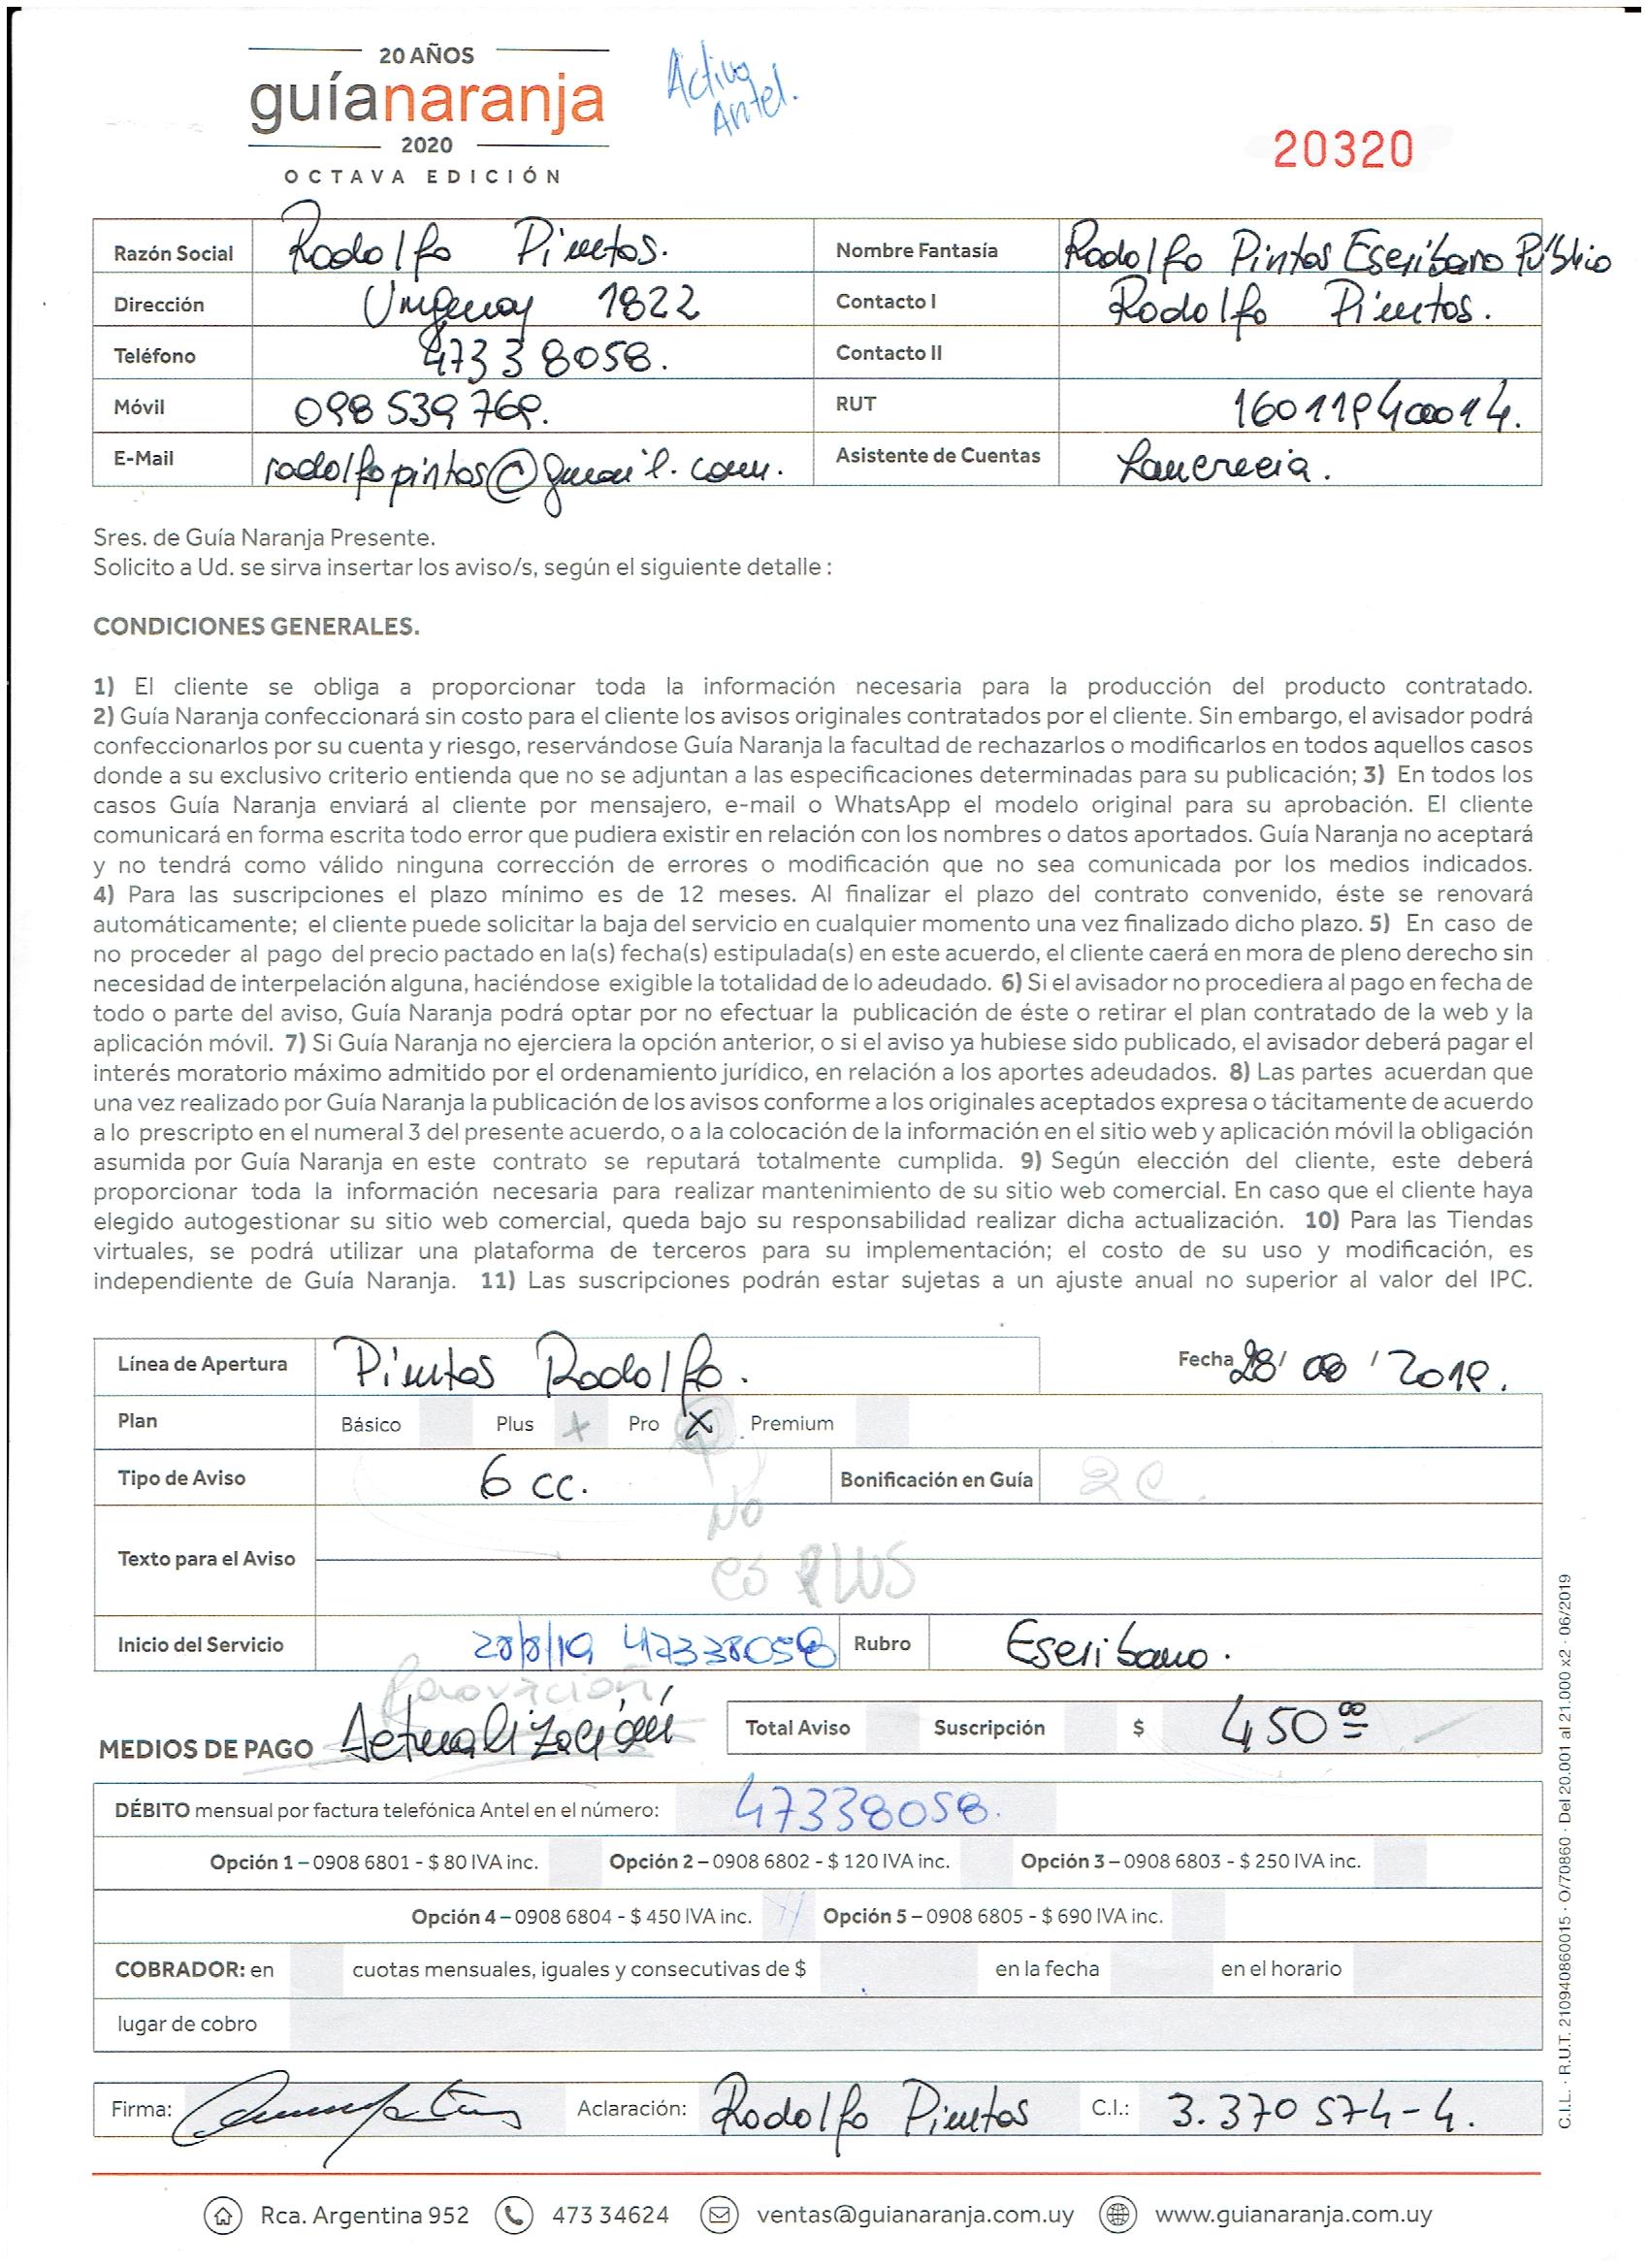 20 AÑOS
guíanaranja
2020
OCTAVA EDICIÓN
Activo
Antel.
20320
Razón Social Rodolfo Pintos. Nombre Fantasía Rodolfo Pintos Escribano Público
Dirección Uruguay 1822 Contacto I Rodolfo Pintos.
Teléfono 47338058. Contacto II
Móvil 098 539 769. RUT 160119400014.
E-Mail rodolfopintos@gmail.com. Asistente de Cuentas
Sres. de Guía Naranja Presente.
Solicito a Ud. se sirva insertar los aviso/s, según el siguiente detalle :
CONDICIONES GENERALES.
1) El cliente se obliga a proporcionar toda la información necesaria para la producción del producto contratado.
2) Guía Naranja confeccionará sin costo para el cliente los avisos originales contratados por el cliente. Sin embargo, el avisador podrá
confeccionarlos por su cuenta y riesgo, reservándose Guía Naranja la facultad de rechazarlos o modificarlos en todos aquellos casos
donde a su exclusivo criterio entienda que no se adjuntan a las especificaciones determinadas para su publicación; 3) En todos los
casos Guía Naranja enviará al cliente por mensajero, e-mail o WhatsApp el modelo original para su aprobación. El cliente
comunicará en forma escrita todo error que pudiera existir en relación con los nombres o datos aportados. Guía Naranja no aceptará
y no tendrá como válido ninguna corrección de errores o modificación que no sea comunicada por los medios indicados.
4) Para las suscripciones el plazo mínimo es de 12 meses. Al finalizar el plazo del contrato convenido, éste se renovará
automáticamente; el cliente puede solicitar la baja del servicio en cualquier momento una vez finalizado dicho plazo. 5) En caso de
no proceder al pago del precio pactado en la(s) fecha(s) estipulada(s) en este acuerdo, el cliente caerá en mora de pleno derecho sin
necesidad de interpelación alguna, haciéndose exigible la totalidad de lo adeudado. 6) Si el avisador no procediera al pago en fecha de
todo o parte del aviso, Guía Naranja podrá optar por no efectuar la publicación de éste o retirar el plan contratado de la web y la
aplicación móvil. 7) Si Guía Naranja no ejerciera la opción anterior, o si el aviso ya hubiese sido publicado, el avisador deberá pagar el
interés moratorio máximo admitido por el ordenamiento jurídico, en relación a los aportes adeudados. 8) Las partes acuerdan que
una vez realizado por Guía Naranja la publicación de los avisos conforme a los originales aceptados expresa o tácitamente de acuerdo
a lo prescripto en el numeral 3 del presente acuerdo, o a la colocación de la información en el sitio web y aplicación móvil la obligación
asumida por Guía Naranja en este contrato se reputará totalmente cumplida. 9) Según elección del cliente, este deberá
proporcionar toda la información necesaria para realizar mantenimiento de su sitio web comercial. En caso que el cliente haya
elegido autogestionar su sitio web comercial, queda bajo su responsabilidad realizar dicha actualización. 10) Para las Tiendas
virtuales, se podrá utilizar una plataforma de terceros para su implementación; el costo de su uso y modificación, es
independiente de Guía Naranja. 11) Las suscripciones podrán estar sujetas a un ajuste anual no superior al valor del IPC.
Línea de Apertura Pintos Rodolfo. Fecha 28/ 08 / 2019.
Plan Básico Plus + Pro X Premium
Tipo de Aviso 6 cc. Bonificación en Guía 2c.
No
es PLUS
Texto para el Aviso
Inicio del Servicio 28/8/19 47338058 Rubro Escribano.
Renovación
MEDIOS DE PAGO Actualización Total Aviso Suscripción $ 450 00
DÉBITO mensual por factura telefónica Antel en el número: 47338058.
Opción 1 – 0908 6801 - $ 80 IVA inc. Opción 2 – 0908 6802 - $ 120 IVA inc. Opción 3 – 0908 6803 - $ 250 IVA inc.
Opción 4 – 0908 6804 - $ 450 IVA inc. Opción 5 – 0908 6805 - $ 690 IVA inc.
COBRADOR: en cuotas mensuales, iguales y consecutivas de $ en la fecha en el horario
lugar de cobro
Firma: Aclaración: Rodolfo Pintos C.I.: 3.370 574-4.
C.I.L. · R.U.T. 210940860015 · O/70860 · Del 20.001 al 21.000 x2 · 06/2019
Rca. Argentina 952 473 34624 ventas@guianaranja.com.uy www.guianaranja.com.uy